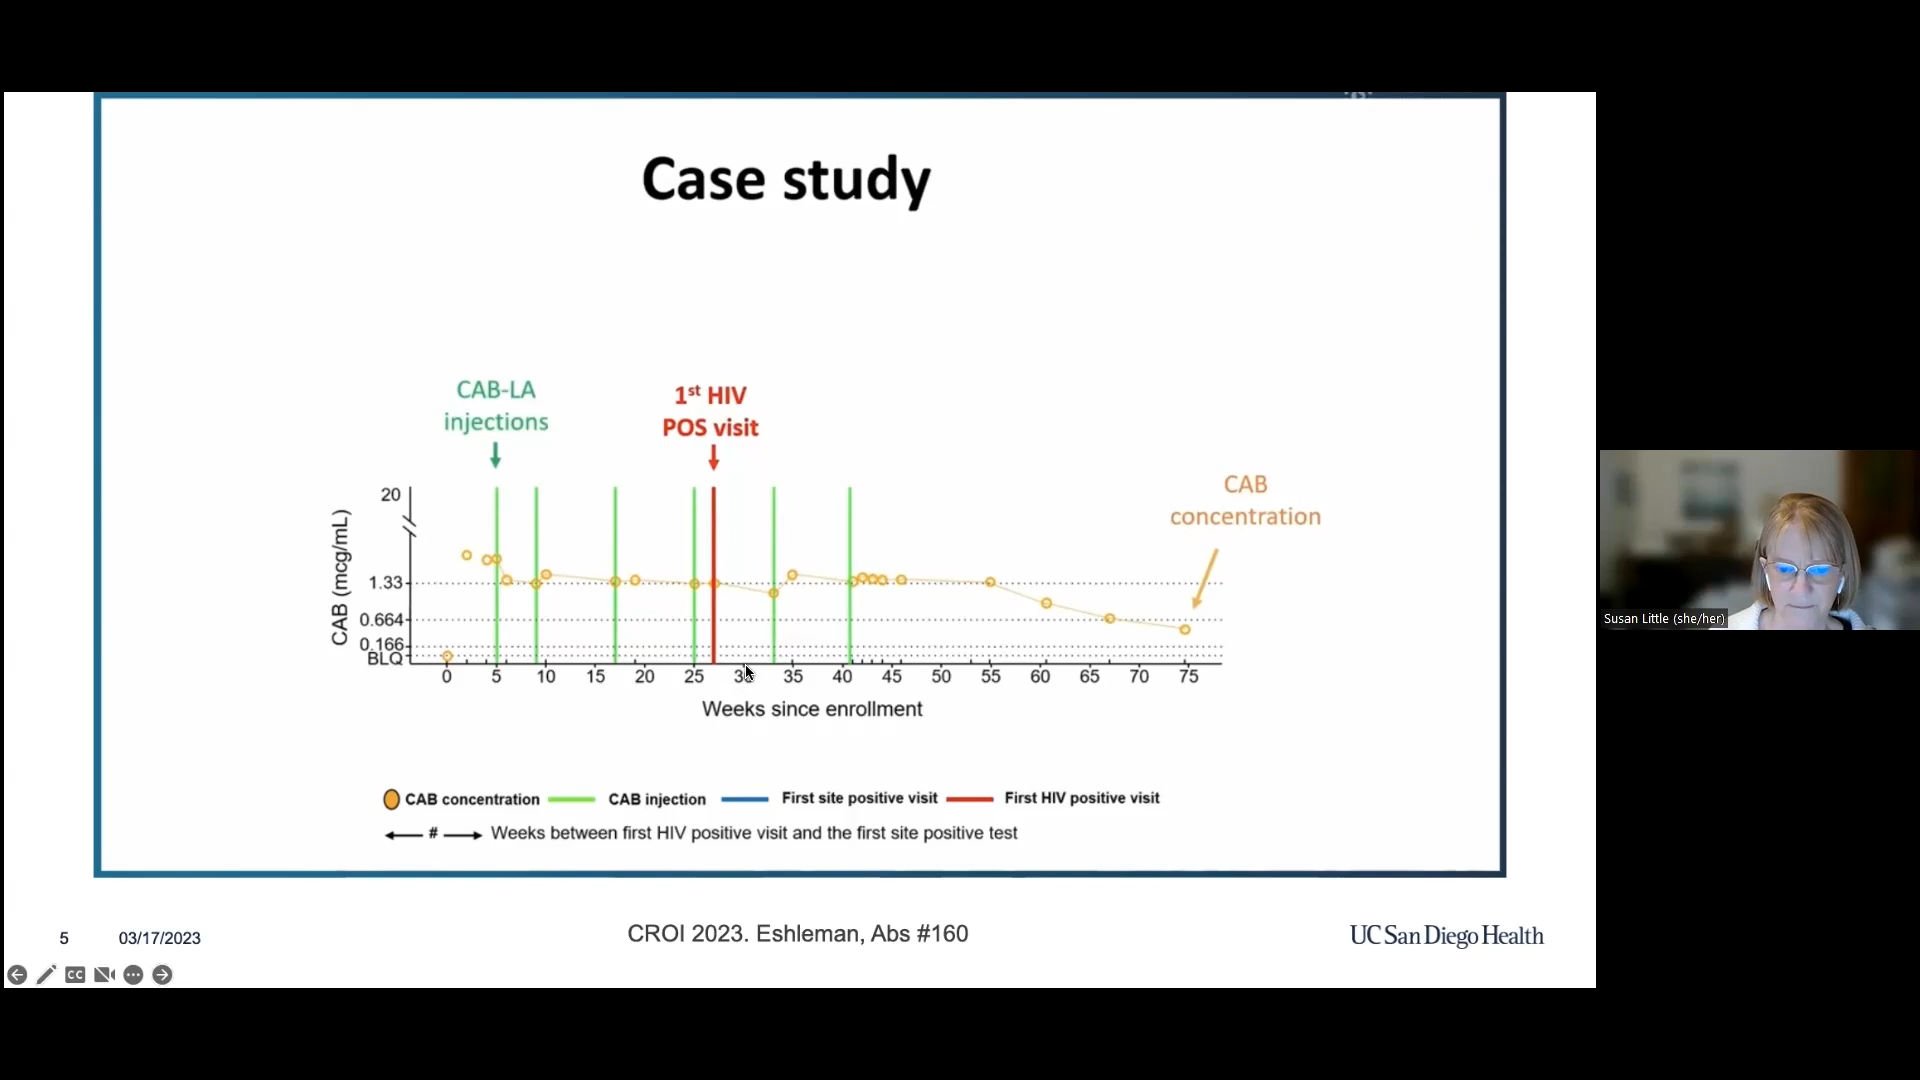 Case study
CAB-LA
injections
1st HIV
POS visit
CAB
concentration
CAB (mcg/mL)
20
1.33
0.664
0.166
BLQ
0 5 10 15 20 25 30 35 40 45 50 55 60 65 70 75
Weeks since enrollment
CAB concentration CAB injection First site positive visit First HIV positive visit
# Weeks between first HIV positive visit and the first site positive test
5 03/17/2023 CROI 2023. Eshleman, Abs #160 UC San Diego Health
CC
Susan Little (she/her)